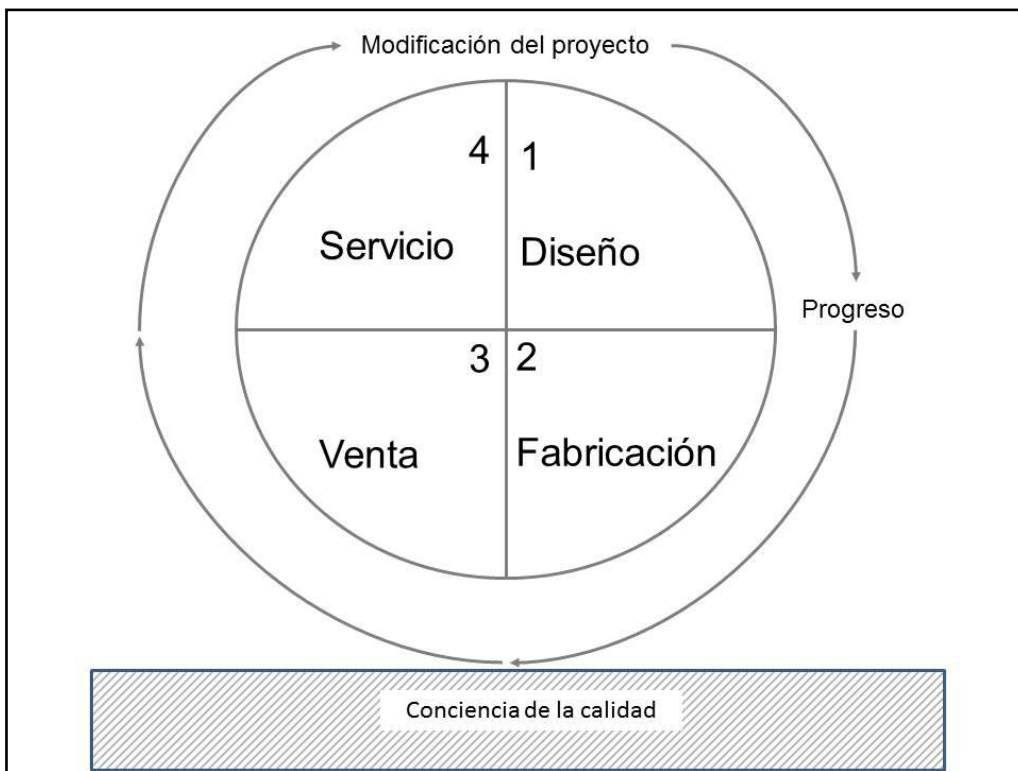 Modificación del proyecto
4
1
Servicio
Diseño
Progreso
3
2
Venta
Fabricación
Conciencia de la calidad